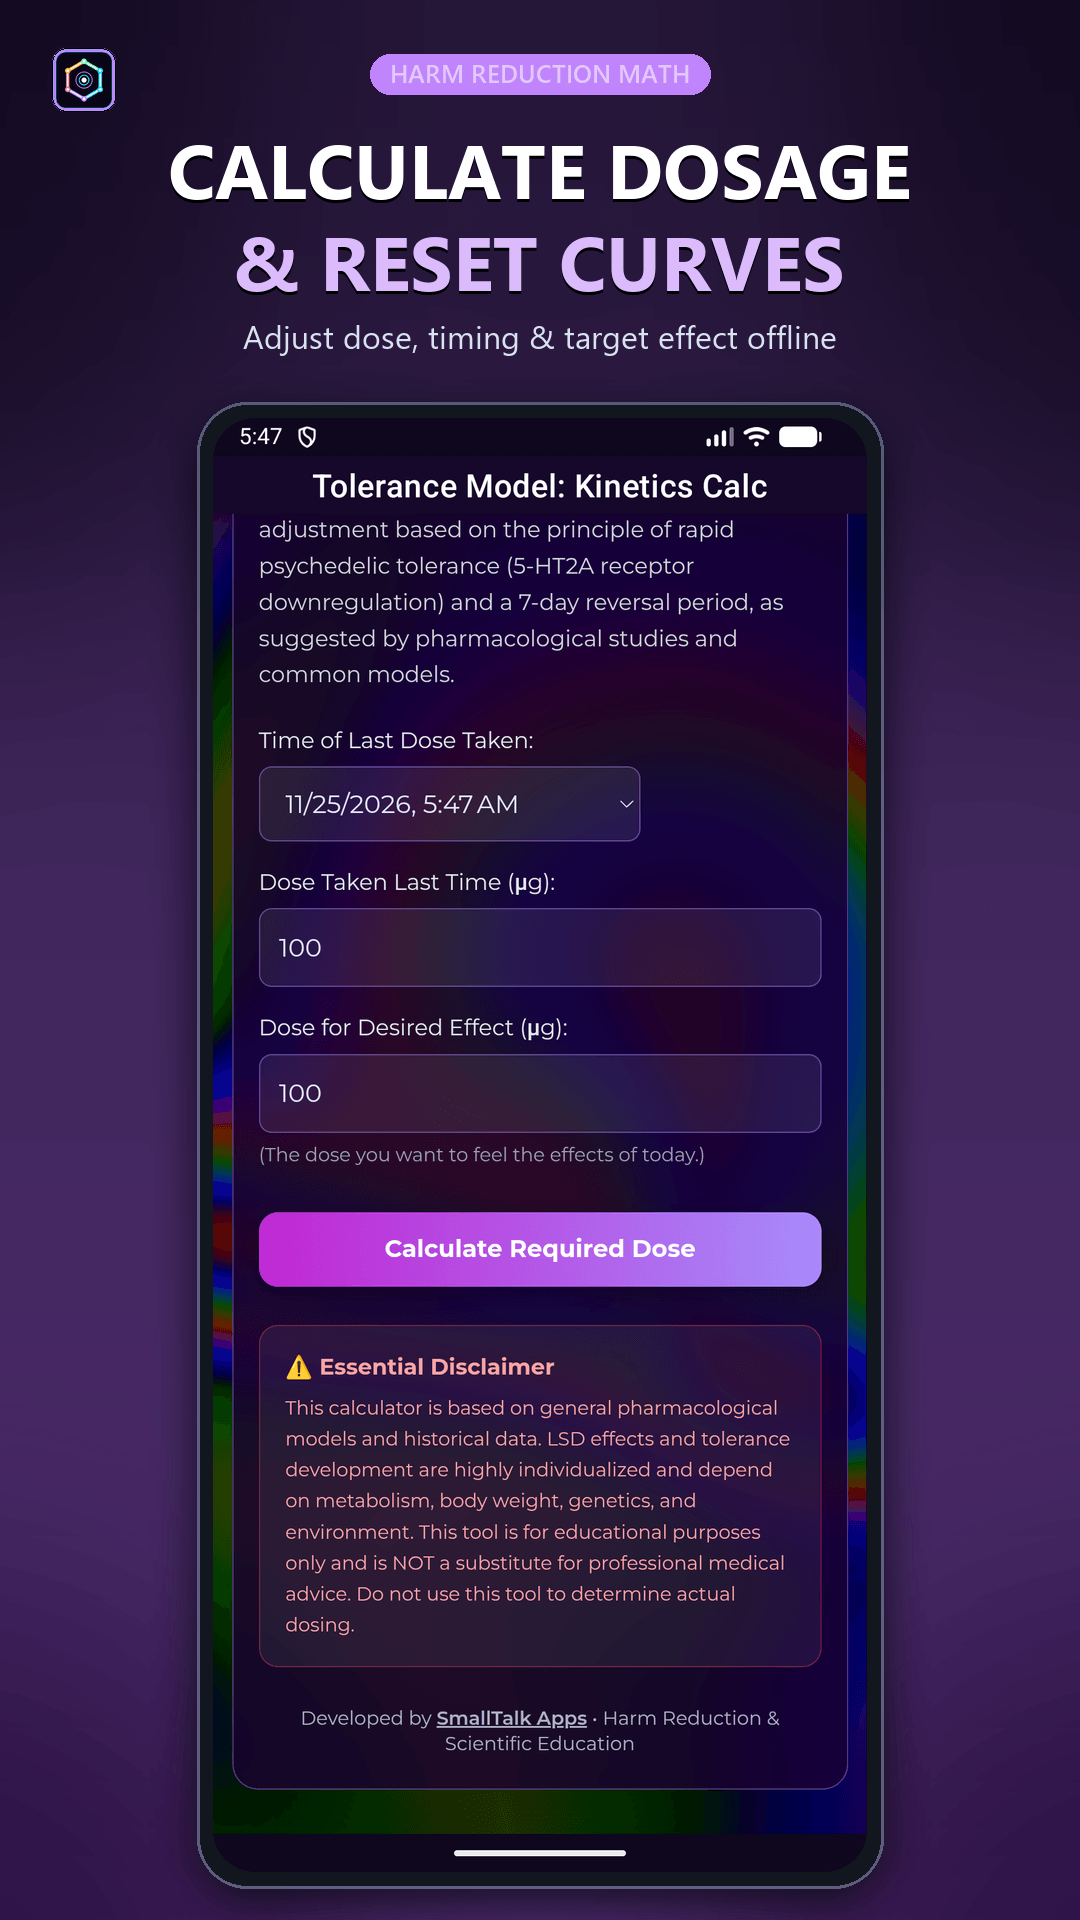 HARM REDUCTION MATH
CALCULATE DOSAGE
& RESET CURVES
Adjust dose, timing & target effect offline
5:47
Tolerance Model: Kinetics Calc
adjustment based on the principle of rapid
psychedelic tolerance (5-HT2A receptor
downregulation) and a 7-day reversal period, as
suggested by pharmacological studies and
common models.
Time of Last Dose Taken:
11/25/2026, 5:47 AM
Dose Taken Last Time (µg):
100
Dose for Desired Effect (µg):
100
(The dose you want to feel the effects of today.)
Calculate Required Dose
⚠️ Essential Disclaimer
This calculator is based on general pharmacological
models and historical data. LSD effects and tolerance
development are highly individualized and depend
on metabolism, body weight, genetics, and
environment. This tool is for educational purposes
only and is NOT a substitute for professional medical
advice. Do not use this tool to determine actual
dosing.
Developed by SmallTalk Apps • Harm Reduction &
Scientific Education